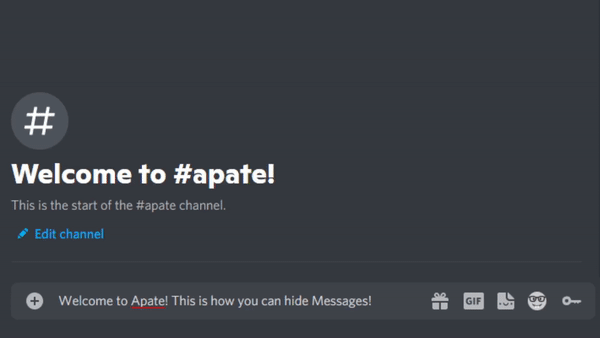 #
Welcome to #apate!
This is the start of the #apate channel.
Edit channel
Welcome to Apate! This is how you can hide Messages!
GIF